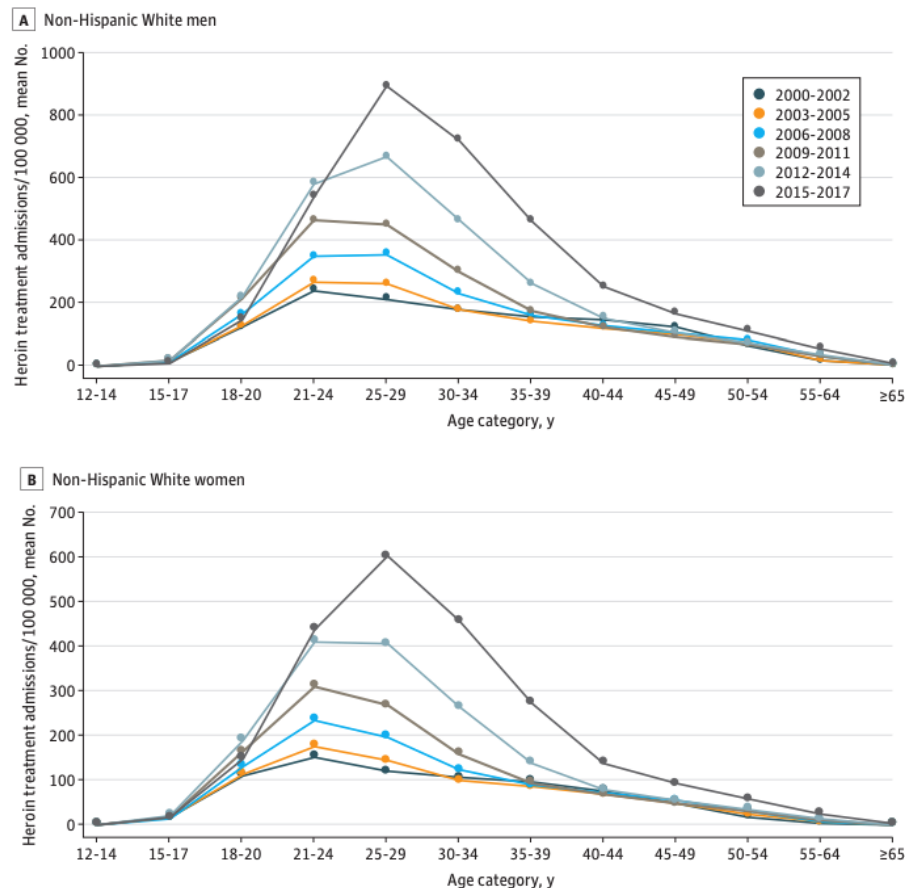 A Non-Hispanic White men
Heroin treatment admissions/100 000, mean No.
1000
800
600
400
200
0
2000-2002
2003-2005
2006-2008
2009-2011
2012-2014
2015-2017
12-14 15-17 18-20 21-24 25-29 30-34 35-39 40-44 45-49 50-54 55-64 ≥65
Age category, y
B Non-Hispanic White women
Heroin treatment admissions/100 000, mean No.
700
600
500
400
300
200
100
0
12-14 15-17 18-20 21-24 25-29 30-34 35-39 40-44 45-49 50-54 55-64 ≥65
Age category, y